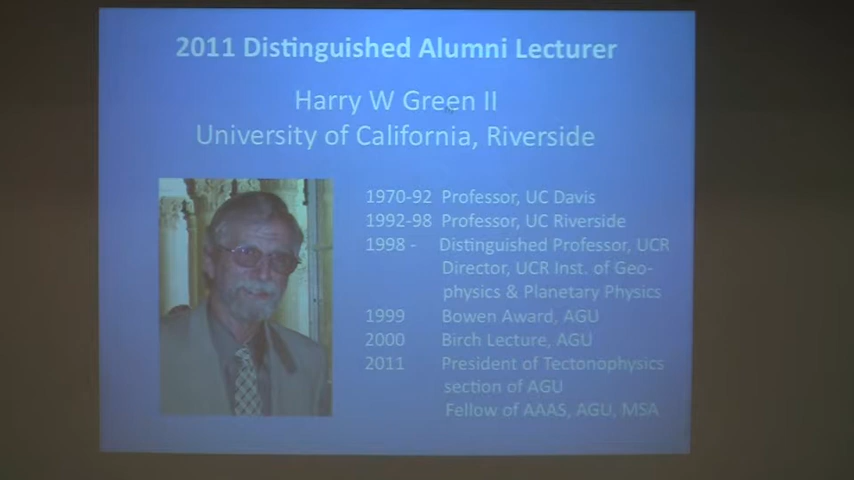 2011 Distinguished Alumni Lecturer
Harry W Green II
University of California, Riverside
1970-92 Professor, UC Davis
1992-98 Professor, UC Riverside
1998 - Distinguished Professor, UCR
Director, UCR Inst. of Geo-
physics & Planetary Physics
1999 Bowen Award, AGU
2000 Birch Lecture, AGU
2011 President of Tectonophysics
section of AGU
Fellow of AAAS, AGU, MSA